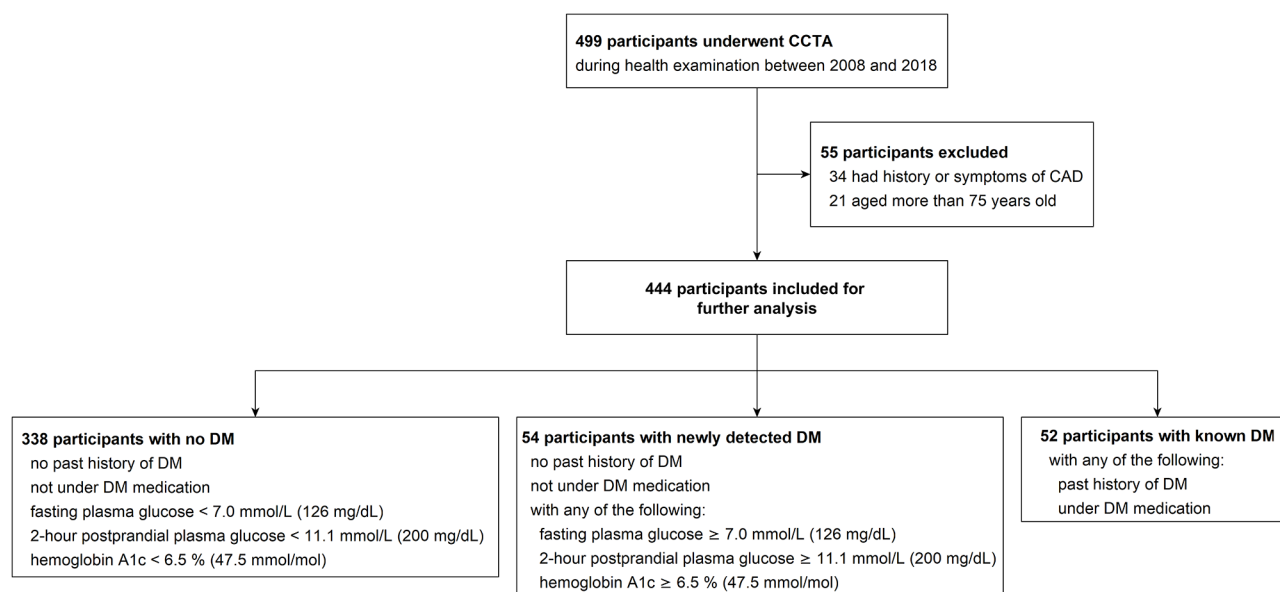 499 participants underwent CCTA
during health examination between 2008 and 2018
55 participants excluded
34 had history or symptoms of CAD
21 aged more than 75 years old
444 participants included for
further analysis
338 participants with no DM
no past history of DM
not under DM medication
fasting plasma glucose < 7.0 mmol/L (126 mg/dL)
2-hour postprandial plasma glucose < 11.1 mmol/L (200 mg/dL)
hemoglobin A1c < 6.5 % (47.5 mmol/mol)
54 participants with newly detected DM
no past history of DM
not under DM medication
with any of the following:
fasting plasma glucose ≥ 7.0 mmol/L (126 mg/dL)
2-hour postprandial plasma glucose ≥ 11.1 mmol/L (200 mg/dL)
hemoglobin A1c ≥ 6.5 % (47.5 mmol/mol)
52 participants with known DM
with any of the following:
past history of DM
under DM medication